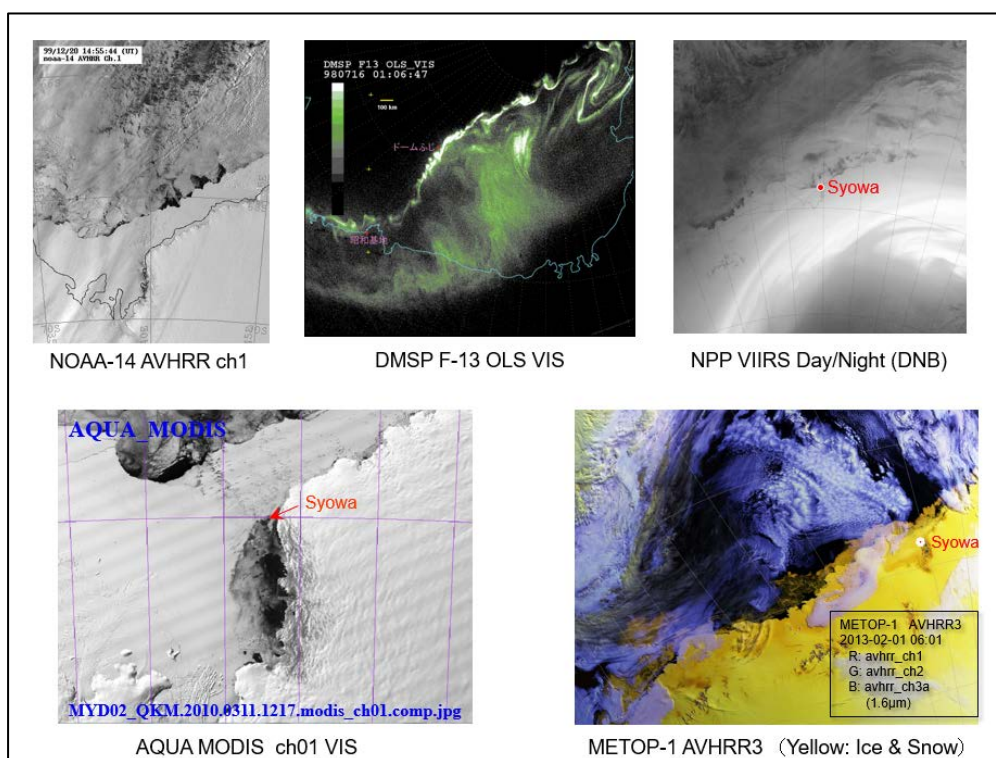 99/12/20 14:55:44 (UT)
noaa-14 AVHRR Ch.1
NOAA-14 AVHRR ch1
DMSP F13 OLS_VIS
980716 01:06:47
100 km
ドームふじ
昭和基地
DMSP F-13 OLS VIS
Syowa
NPP VIIRS Day/Night (DNB)
AQUA_MODIS
Syowa
MYD02_QKM.2010.0311.1217.modis_ch01.comp.jpg
AQUA MODIS ch01 VIS
Syowa
METOP-1 AVHRR3
2013-02-01 06:01
R: avhrr_ch1
G: avhrr_ch2
B: avhrr_ch3a
(1.6μm)
METOP-1 AVHRR3 （Yellow: Ice & Snow）